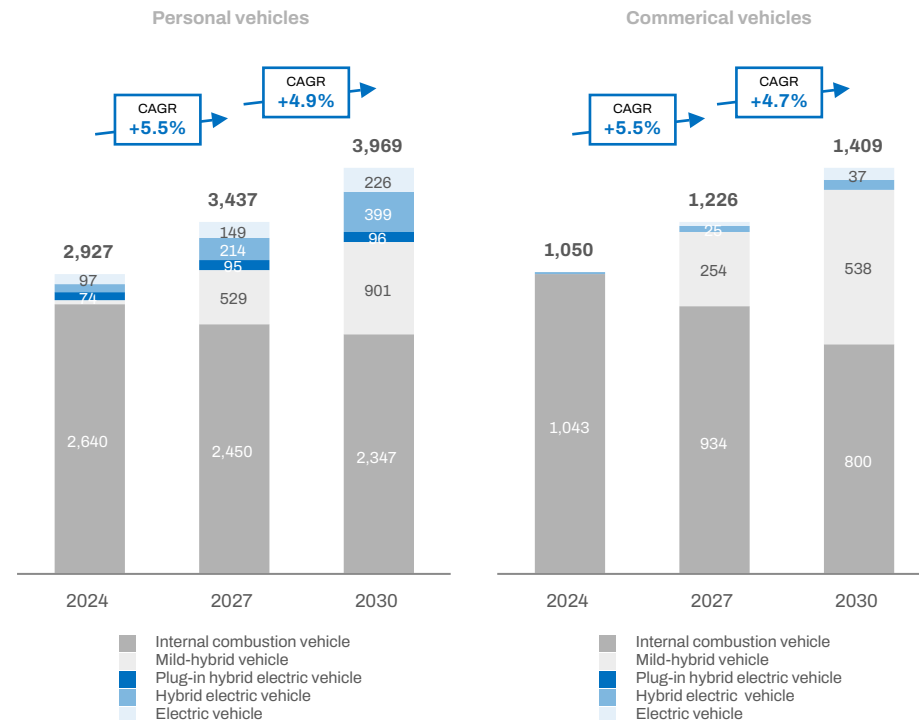 Personal vehicles
CAGR
+5.5%
CAGR
+4.9%
2,927
3,437
3,969
97
74
2,640
149
214
95
529
2,450
226
399
96
901
2,347
2024
2027
2030
Internal combustion vehicle
Mild-hybrid vehicle
Plug-in hybrid electric vehicle
Hybrid electric vehicle
Electric vehicle
Commerical vehicles
CAGR
+5.5%
CAGR
+4.7%
1,050
1,226
1,409
1,043
25
254
934
37
538
800
2024
2027
2030
Internal combustion vehicle
Mild-hybrid vehicle
Plug-in hybrid electric vehicle
Hybrid electric vehicle
Electric vehicle